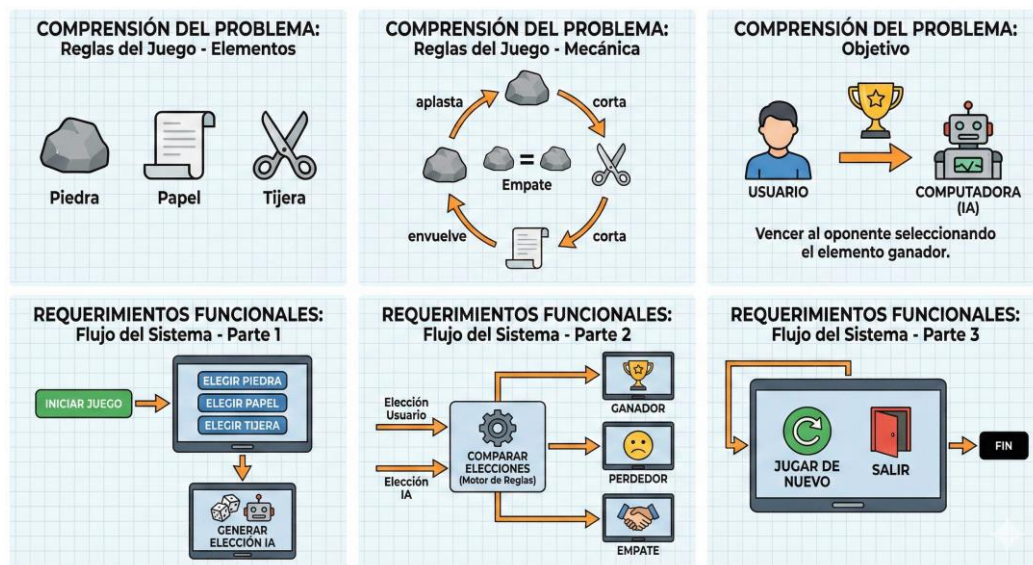 COMPRENSIÓN DEL PROBLEMA:
Reglas del Juego - Elementos
Piedra
Papel
Tijera
COMPRENSIÓN DEL PROBLEMA:
Reglas del Juego - Mecánica
aplasta
corta
Empate
envuelve
corta
COMPRENSIÓN DEL PROBLEMA:
Objetivo
USUARIO
COMPUTADORA
(IA)
Vencer al oponente seleccionando
el elemento ganador.
REQUERIMIENTOS FUNCIONALES:
Flujo del Sistema - Parte 1
INICIAR JUEGO
ELEGIR PIEDRA
ELEGIR PAPEL
ELEGIR TIJERA
GENERAR
ELECCIÓN IA
REQUERIMIENTOS FUNCIONALES:
Flujo del Sistema - Parte 2
Elección
Usuario
Elección
IA
COMPARAR
ELECCIONES
(Motor de Reglas)
GANADOR
PERDEDOR
EMPATE
REQUERIMIENTOS FUNCIONALES:
Flujo del Sistema - Parte 3
JUGAR DE
NUEVO
SALIR
FIN